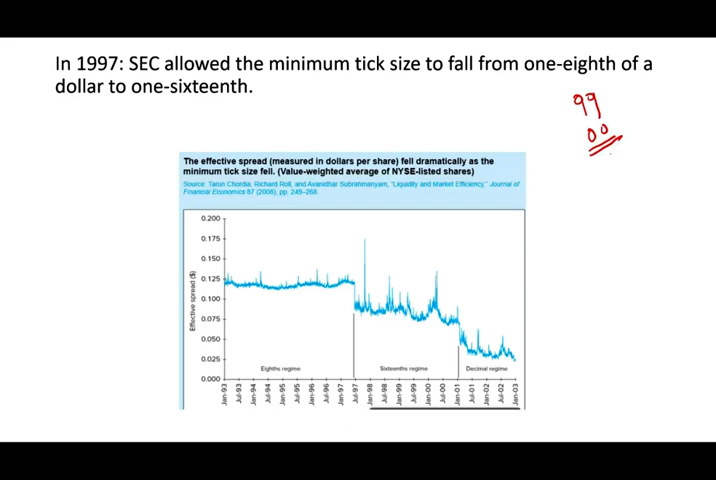 In 1997: SEC allowed the minimum tick size to fall from one-eighth of a
dollar to one-sixteenth.
99
00
The effective spread (measured in dollars per share) fell dramatically as the
minimum tick size fell. (Value-weighted average of NYSE-listed shares)
Source: Tarun Chordia, Richard Roll, and Avanidhar Subrahmanyam, "Liquidity and Market Efficiency," Journal of
Financial Economics 87 (2008), pp. 249–268.
Effective spread ($)
0.200
0.175
0.150
0.125
0.100
0.075
0.050
0.025
0.000
Eighths regime
Sixteenths regime
Decimal regime
Jan-93
Jul-93
Jan-94
Jul-94
Jan-95
Jul-95
Jan-96
Jul-96
Jan-97
Jul-97
Jan-98
Jul-98
Jan-99
Jul-99
Jan-00
Jul-00
Jan-01
Jul-01
Jan-02
Jul-02
Jan-03